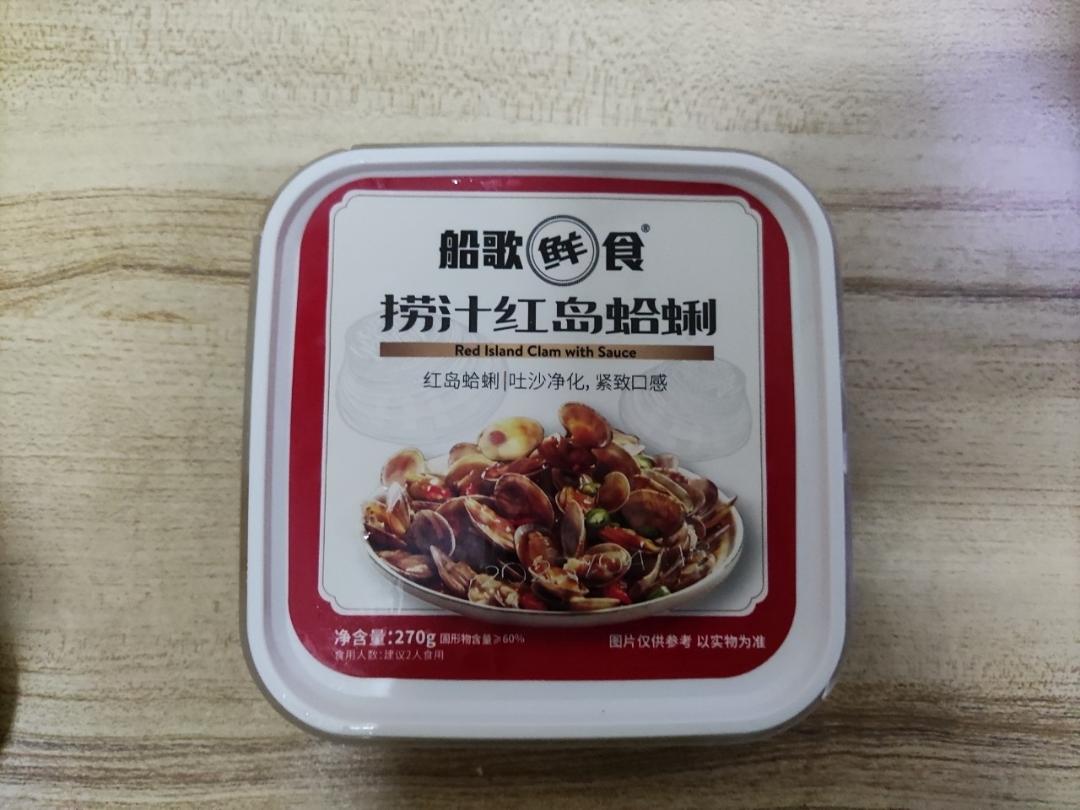 船歌鲜食®
捞汁红岛蛤蜊
Red Island Clam with Sauce
红岛蛤蜊|吐沙净化,紧致口感
净含量:270g 固形物含量≥60%
食用人数:建议2人食用
图片仅供参考 以实物为准